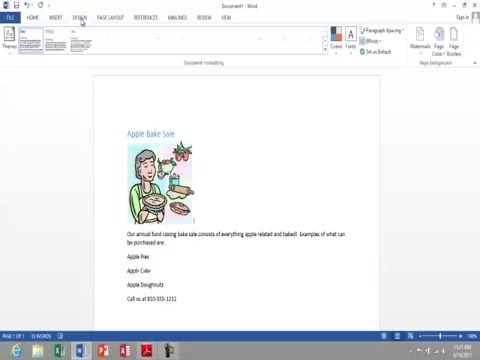 Document1 - Word
Sign in
FILE HOME INSERT DESIGN PAGE LAYOUT REFERENCES MAILINGS REVIEW VIEW
Themes
Colors
Fonts
Paragraph Spacing
Effects
Set as Default
Watermark
Page Color
Page Borders
Document Formatting
Page Background
Apple Bake Sale
Our annual fund raising bake sale consists of everything apple related and baked! Examples of what can
be purchased are:
Apple Pies
Apple Cake
Apple Doughnuts
Call us at 810-555-1212
PAGE 1 OF 1 33 WORDS
100%